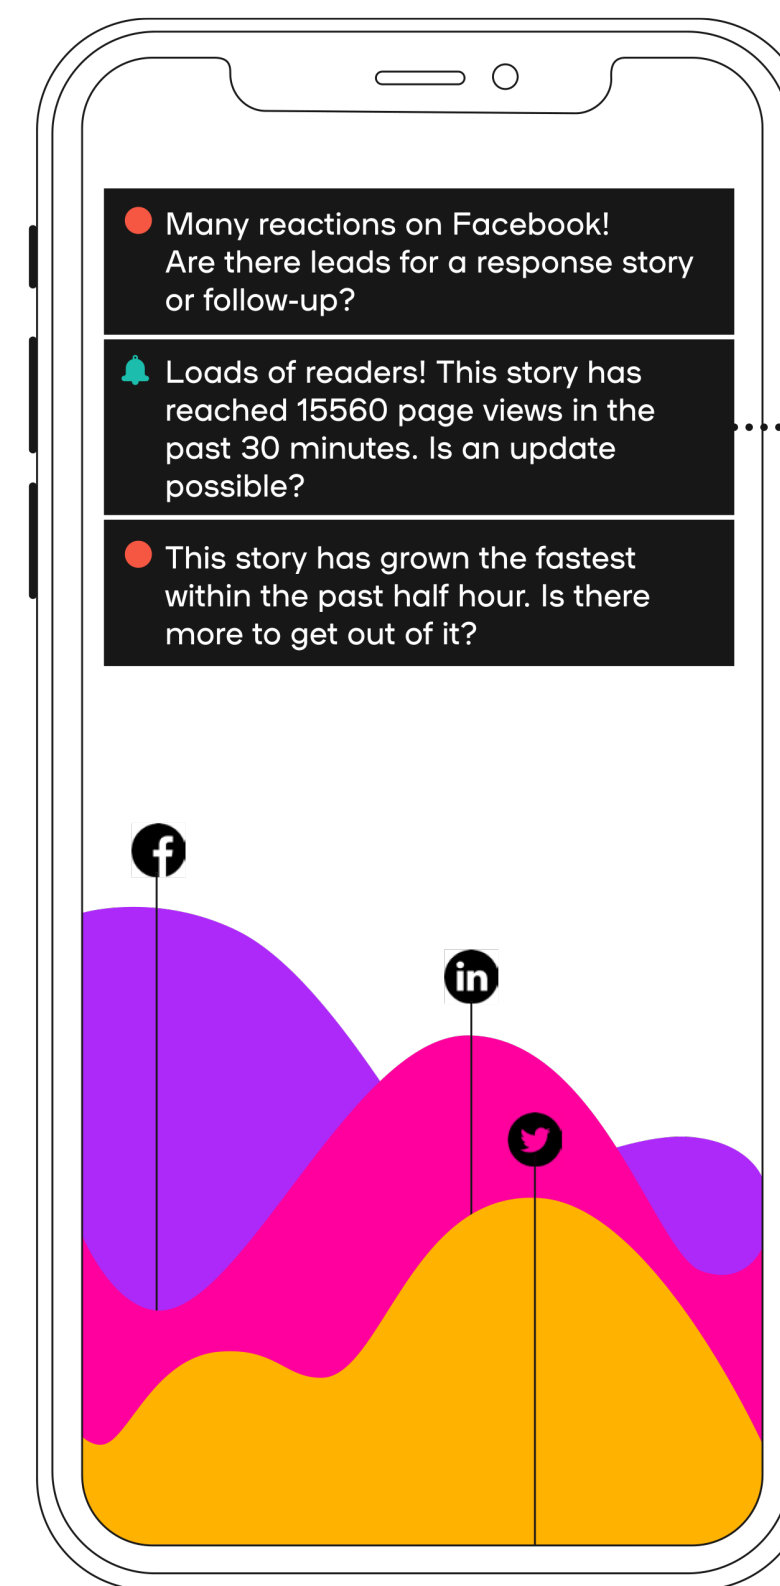 Many reactions on Facebook!
Are there leads for a response story
or follow-up?
Loads of readers! This story has
reached 15560 page views in the
past 30 minutes. Is an update
possible?
This story has grown the fastest
within the past half hour. Is there
more to get out of it?
in